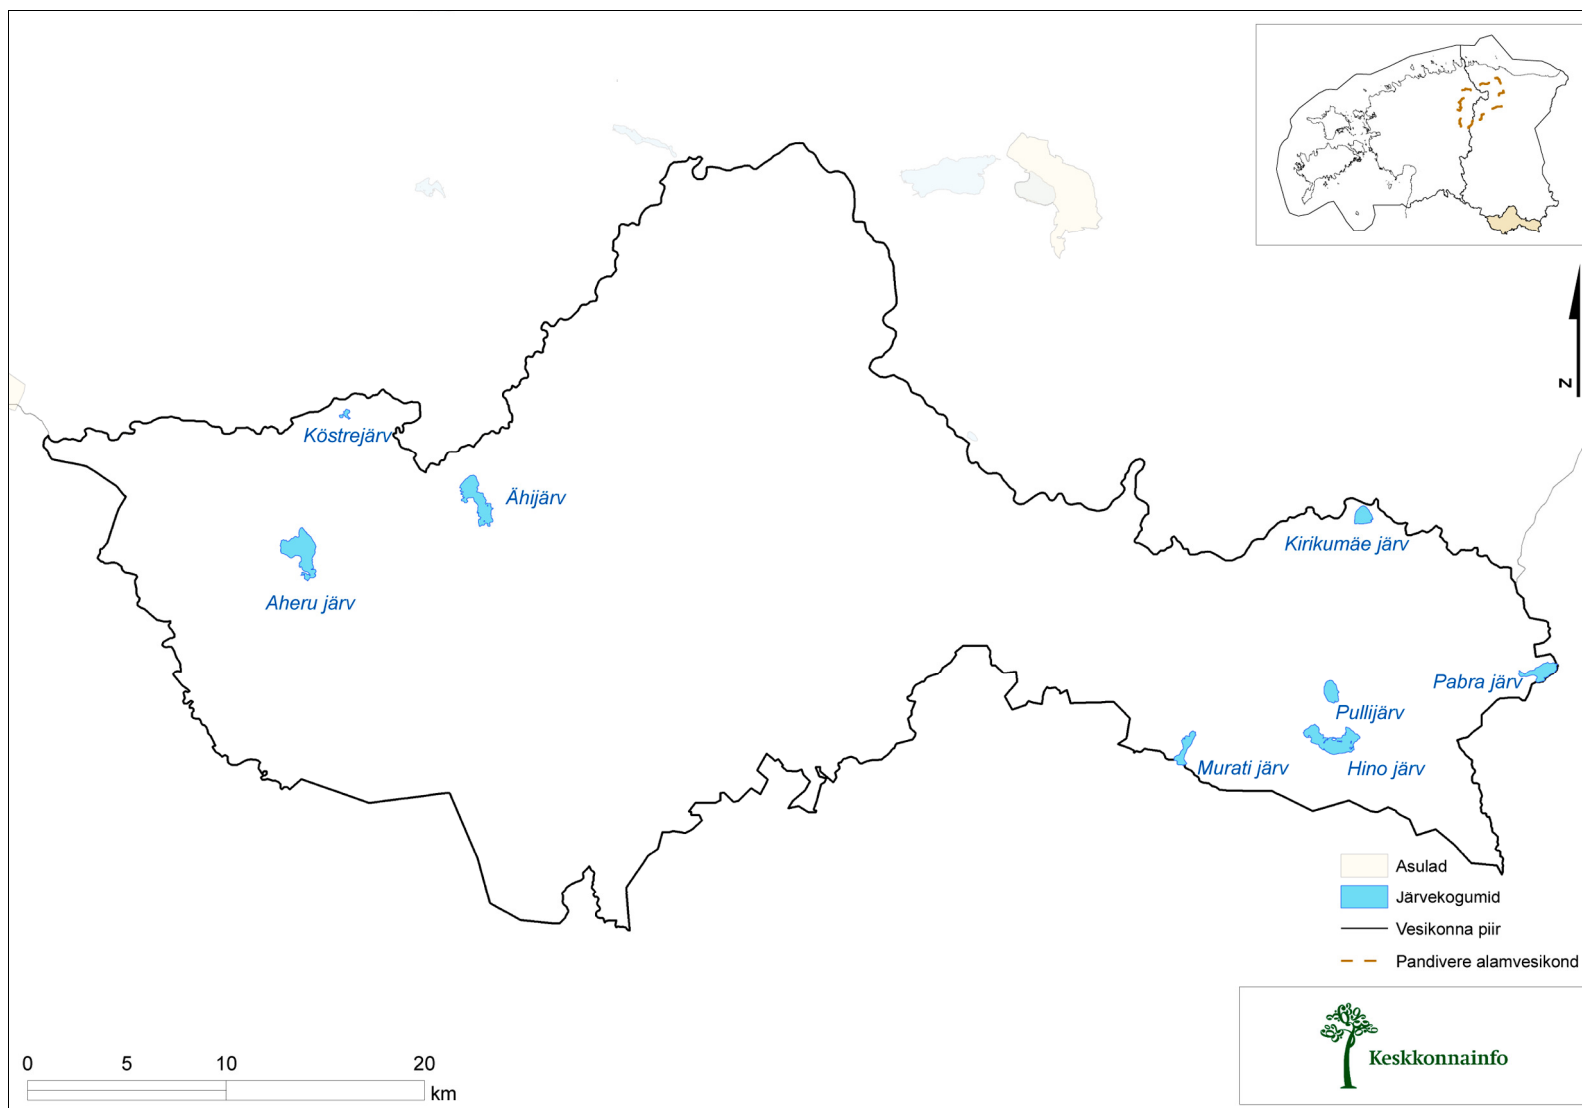 Köstrejärv
Ähijärv
Aheru järv
Kirikumäe järv
Pabra järv
Pullijärv
Hino järv
Murati järv
N
Asulad
Järvekogumid
Vesikonna piir
Pandivere alamvesikond
0 5 10 20
km
Keskkonnainfo